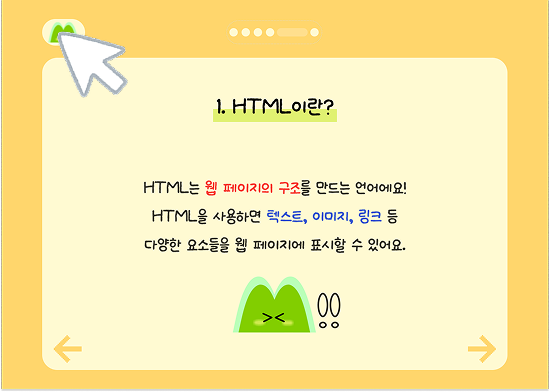 1. HTML이란?
HTML는 웹 페이지의 구조를 만드는 언어에요!
HTML을 사용하면 텍스트, 이미지, 링크 등
다양한 요소들을 웹 페이지에 표시할 수 있어요.
!!